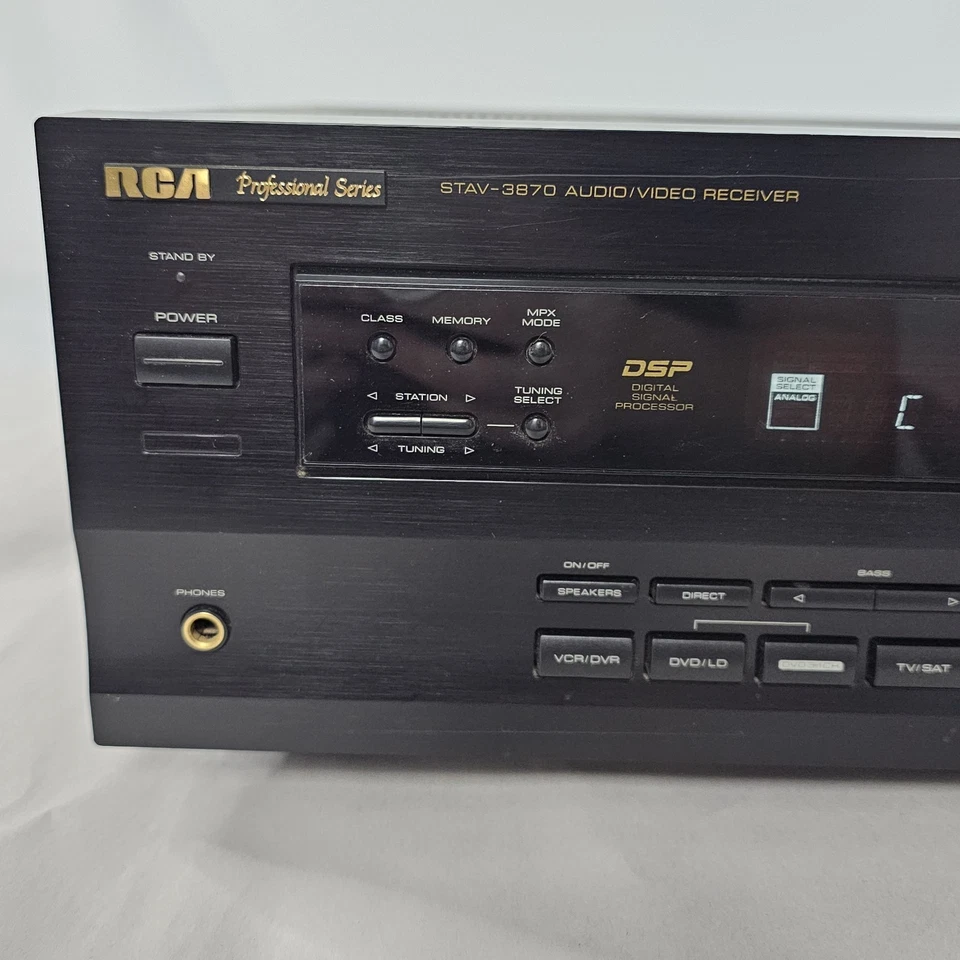 RCA Professional Series STAV-3870 AUDIO/VIDEO RECEIVER
STAND BY
POWER
CLASS
MEMORY
MPX
MODE
STATION
TUNING
SELECT
TUNING
DSP
DIGITAL
SIGNAL
PROCESSOR
SIGNAL
SELECT
ANALOG
C
PHONES
ON/OFF
SPEAKERS
DIRECT
BASS
VCR/DVR
DVD/LD
TV/SAT